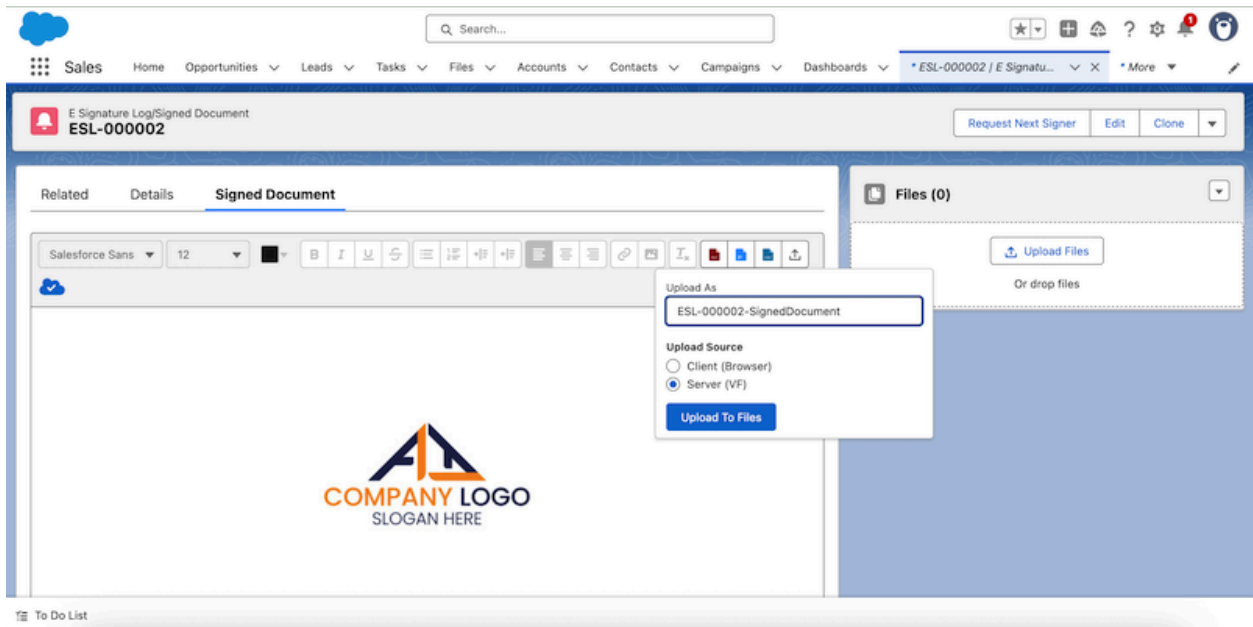 Search...
Sales Home Opportunities Leads Tasks Files Accounts Contacts Campaigns Dashboards * ESL-000002 | E Signatu... * More
E Signature Log/Signed Document
ESL-000002
Request Next Signer Edit Clone
Related Details Signed Document
Files (0)
Salesforce Sans 12 B I U S
Upload Files
Or drop files
Upload As
ESL-000002-SignedDocument
Upload Source
Client (Browser)
Server (VF)
Upload To Files
COMPANY LOGO
SLOGAN HERE
To Do List